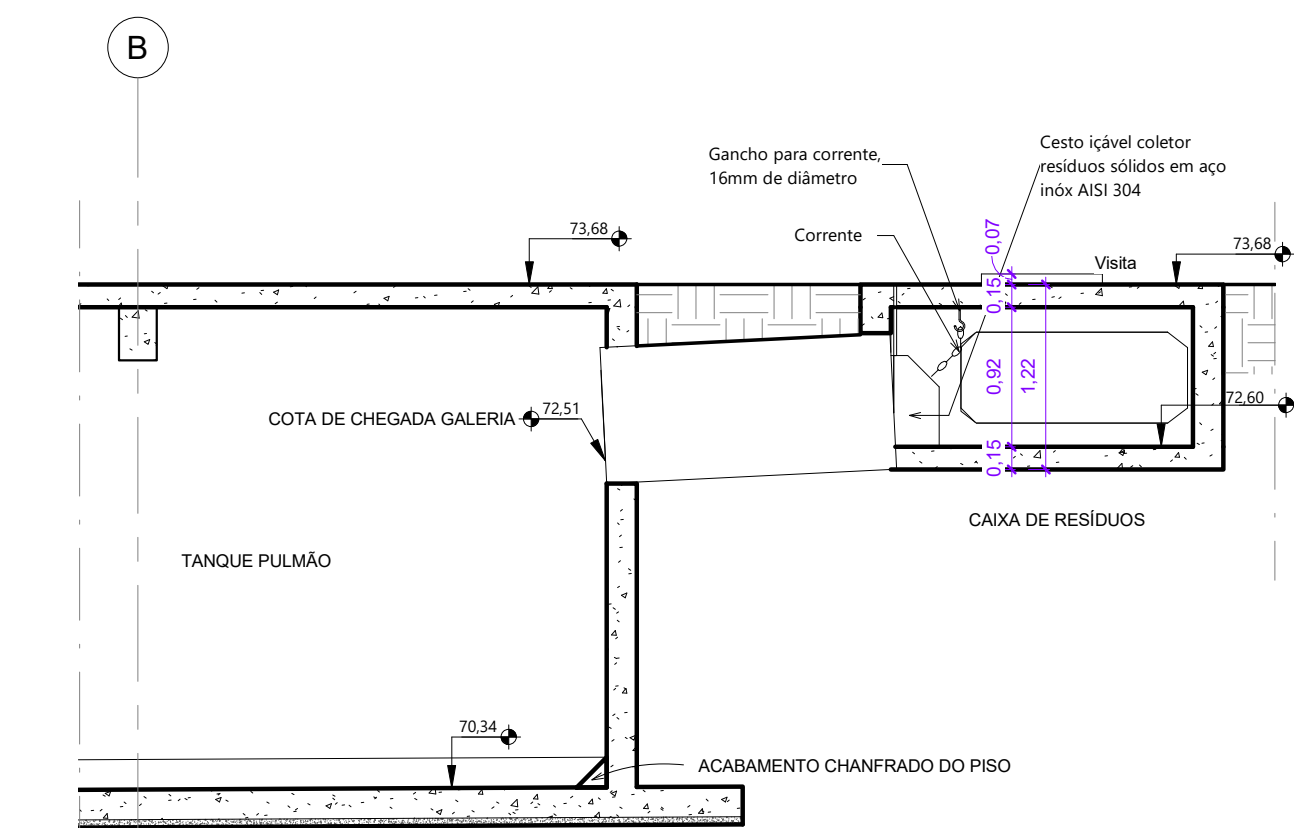 B
Gancho para corrente,
16mm de diâmetro
Cesto içável coletor
resíduos sólidos em aço
inóx AISI 304
Corrente
0,07
Visita
73,68
73,68
0,15
0,92
1,22
72,60
COTA DE CHEGADA GALERIA
72,51
0,15
CAIXA DE RESÍDUOS
TANQUE PULMÃO
70,34
ACABAMENTO CHANFRADO DO PISO